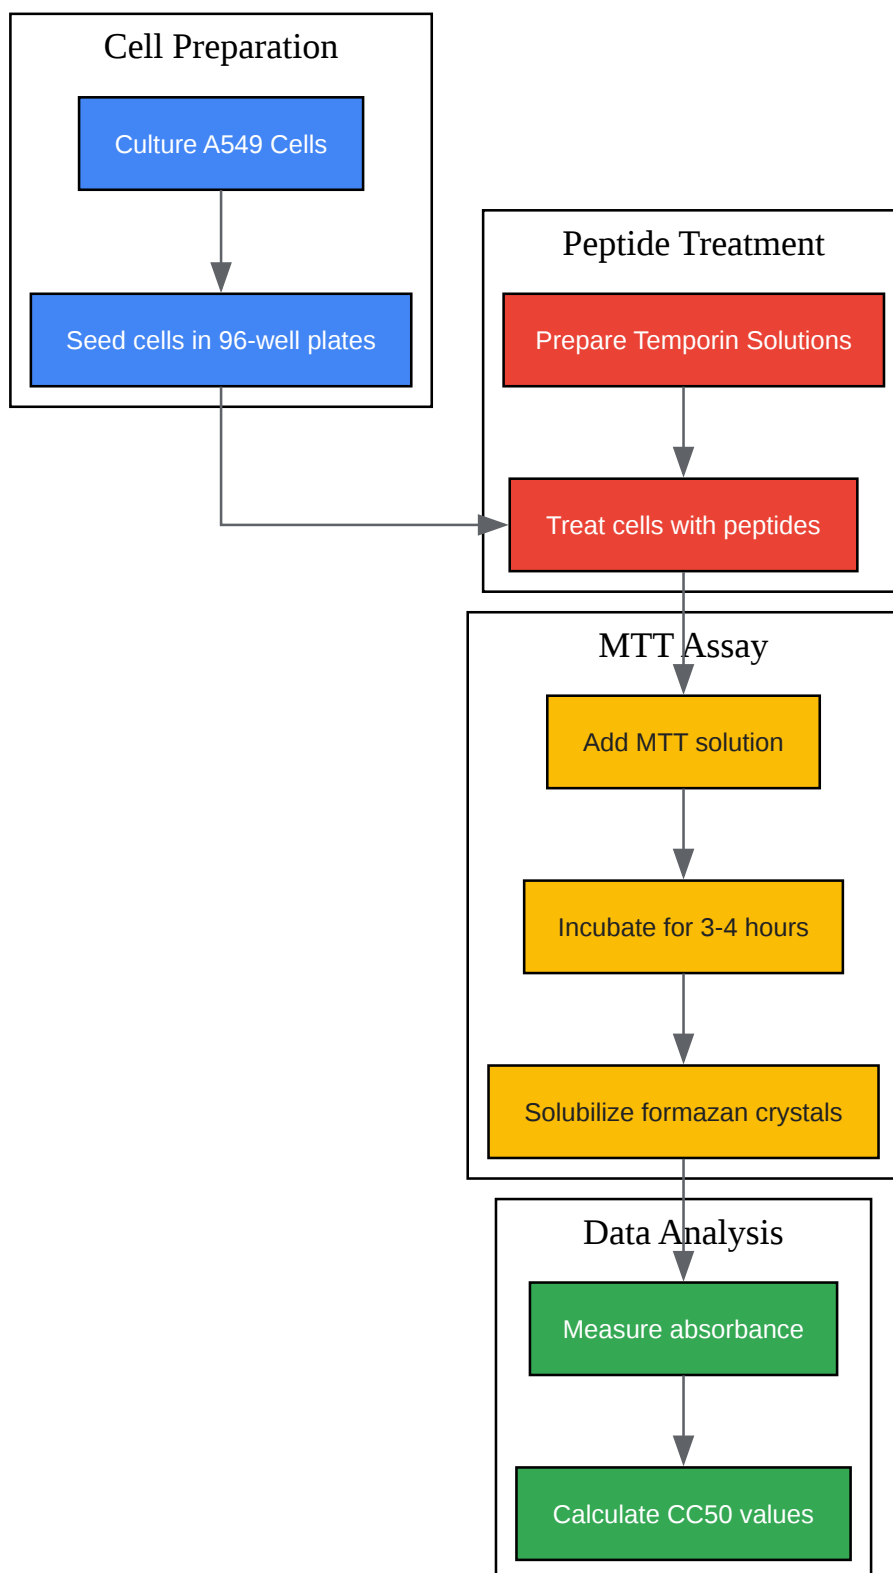 Cell Preparation
Culture A549 Cells
Seed cells in 96-well plates
Peptide Treatment
Prepare Temporin Solutions
Treat cells with peptides
MTT Assay
Add MTT solution
Incubate for 3-4 hours
Solubilize formazan crystals
Data Analysis
Measure absorbance
Calculate CC50 values